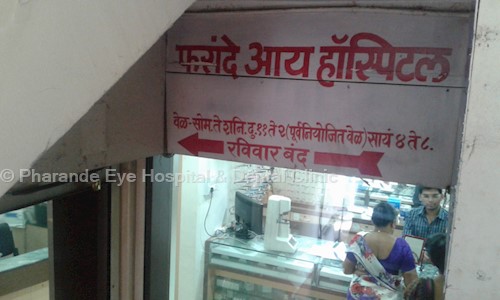 फरांदे आय हॉस्पिटल
वेळ-सोम.ते शनि.दु.११ ते २(पूर्वनियोजित वेळ) सायं ४ ते ८.
रविवार बंद
© Pharande Eye Hospital & Dental Clinic